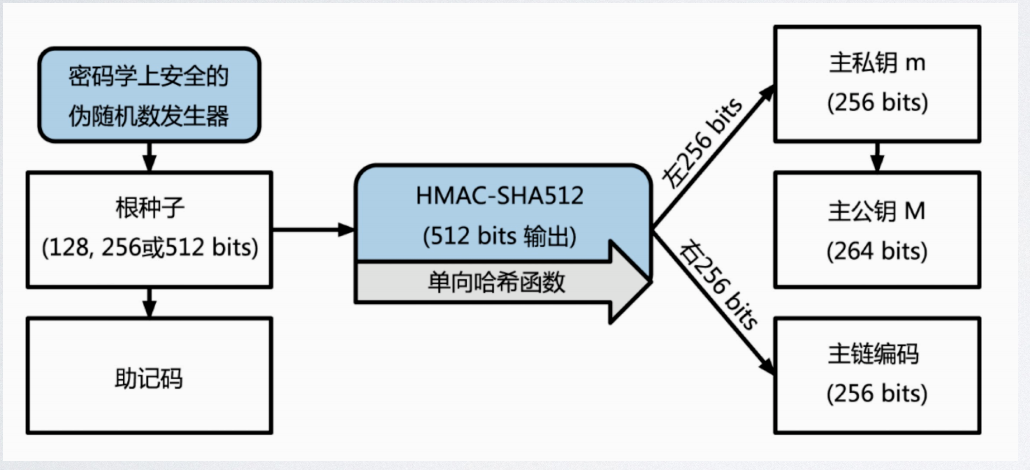 密码学上安全的
伪随机数发生器
根种子
(128, 256或512 bits)
助记码
HMAC-SHA512
(512 bits 输出)
单向哈希函数
左256 bits
右256 bits
主私钥 m
(256 bits)
主公钥 M
(264 bits)
主链编码
(256 bits)